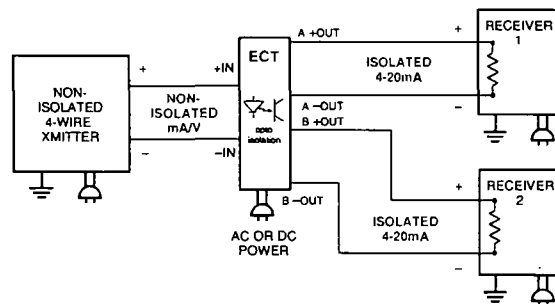 NON-
ISOLATED
4-WIRE
XMITTER
+
−
NON-
ISOLATED
mA/V
+IN
−IN
ECT
opto
isolation
AC OR DC
POWER
A +OUT
+
ISOLATED
4-20mA
A −OUT
−
B +OUT
B −OUT
+
ISOLATED
4-20mA
−
RECEIVER
1
RECEIVER
2